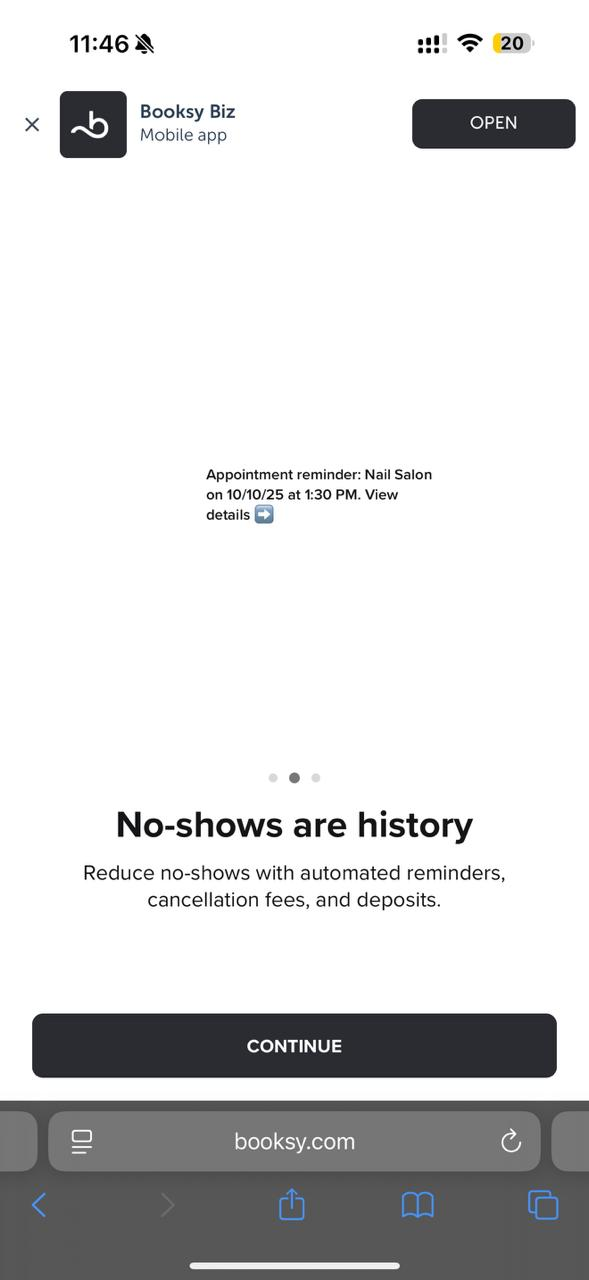 11:46
20
Booksy Biz
Mobile app
OPEN
Appointment reminder: Nail Salon
on 10/10/25 at 1:30 PM. View
details ➡️
No-shows are history
Reduce no-shows with automated reminders,
cancellation fees, and deposits.
CONTINUE
booksy.com